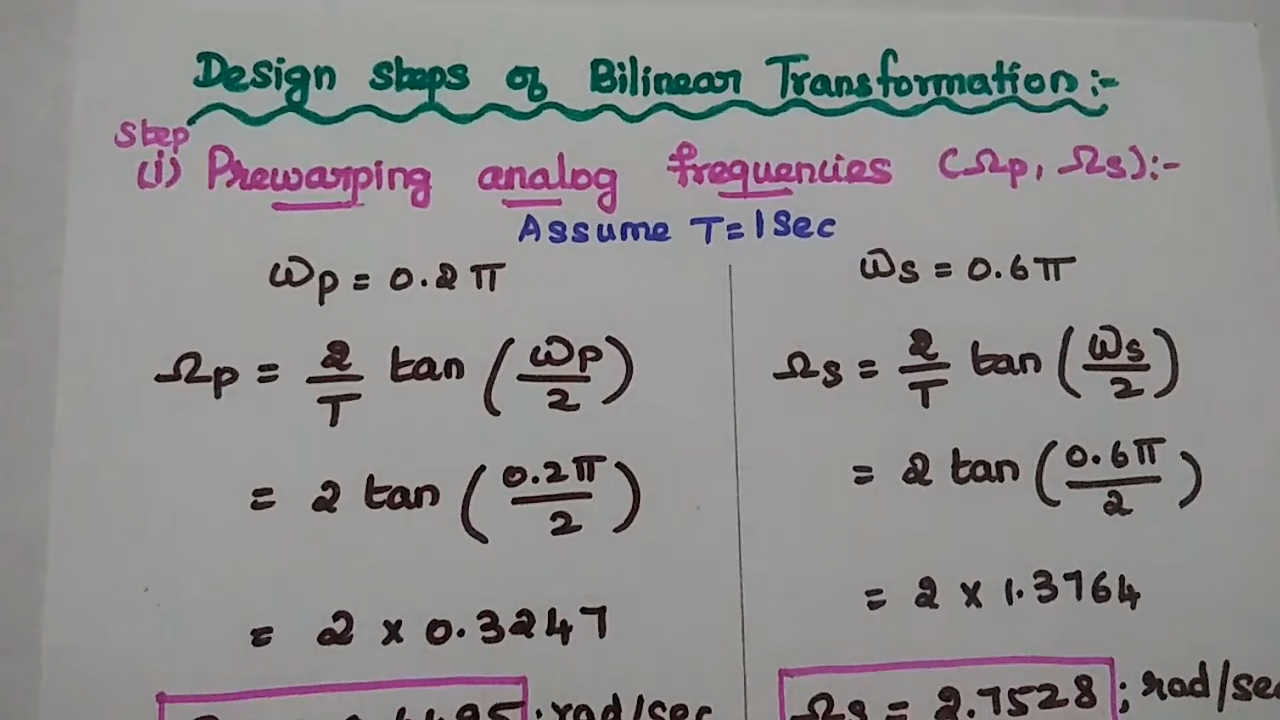 Design Steps of Bilinear Transformation:-
Step
(i) Prewarping analog frequencies (Ωp, Ωs):-
Assume T=1Sec
ωp = 0.2π
Ωp = 2/T tan (ωp/2)
= 2 tan (0.2π/2)
= 2 x 0.3247
; rad/sec
ωs = 0.6π
Ωs = 2/T tan (ωs/2)
= 2 tan (0.6π/2)
= 2 x 1.3764
Ωs = 2.7528 ; rad/sec